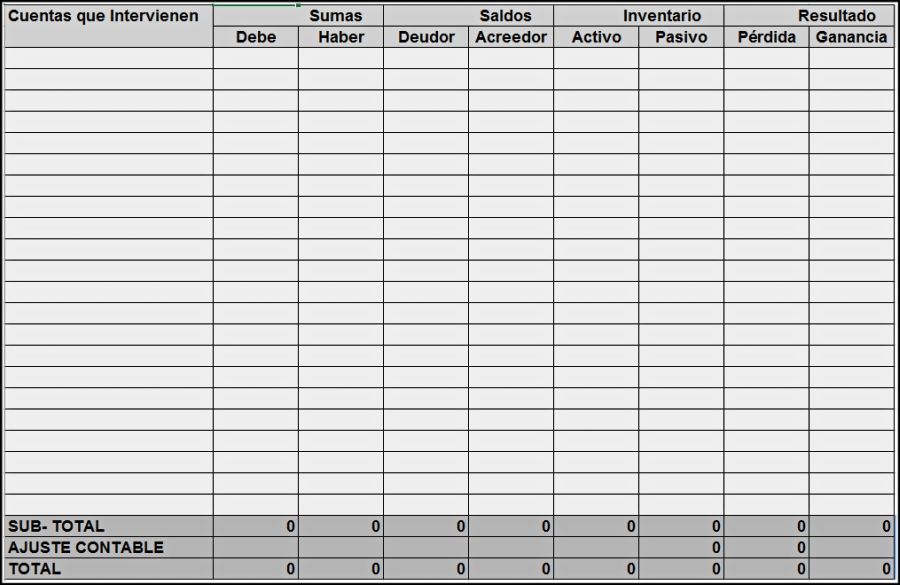 Cuentas que Intervienen Sumas Saldos Inventario Resultado
Debe Haber Deudor Acreedor Activo Pasivo Pérdida Ganancia
SUB- TOTAL 0 0 0 0 0 0 0 0
AJUSTE CONTABLE 0 0
TOTAL 0 0 0 0 0 0 0 0